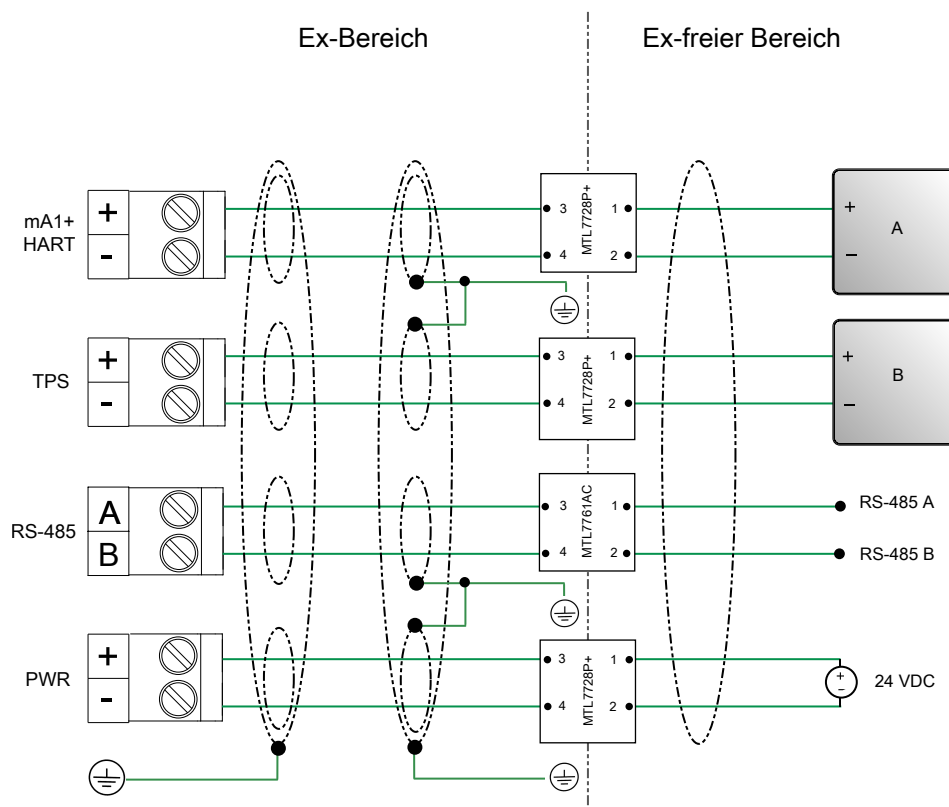 Ex-Bereich
Ex-freier Bereich
mA1+
HART
+
-
3
4
MTL7728P+
1
2
+
−
A
TPS
+
-
3
4
MTL7728P+
1
2
+
−
B
RS-485
A
B
3
4
MTL7761AC
1
2
RS-485 A
RS-485 B
PWR
+
-
3
4
MTL7728P+
1
2
+
-
24 VDC